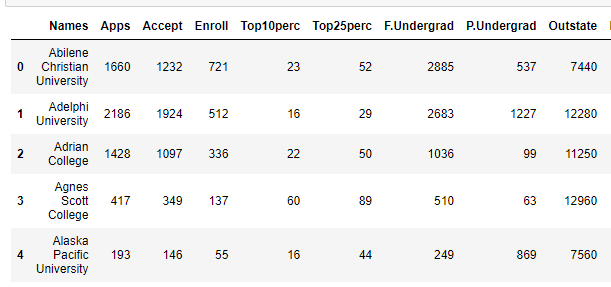 Names Apps Accept Enroll Top10perc Top25perc F.Undergrad P.Undergrad Outstate
Abilene
0 Christian 1660 1232 721 23 52 2885 537 7440
University
Adelphi
1 University 2186 1924 512 16 29 2683 1227 12280
Adrian
2 College 1428 1097 336 22 50 1036 99 11250
Agnes
3 Scott 417 349 137 60 89 510 63 12960
College
Alaska
4 Pacific 193 146 55 16 44 249 869 7560
University